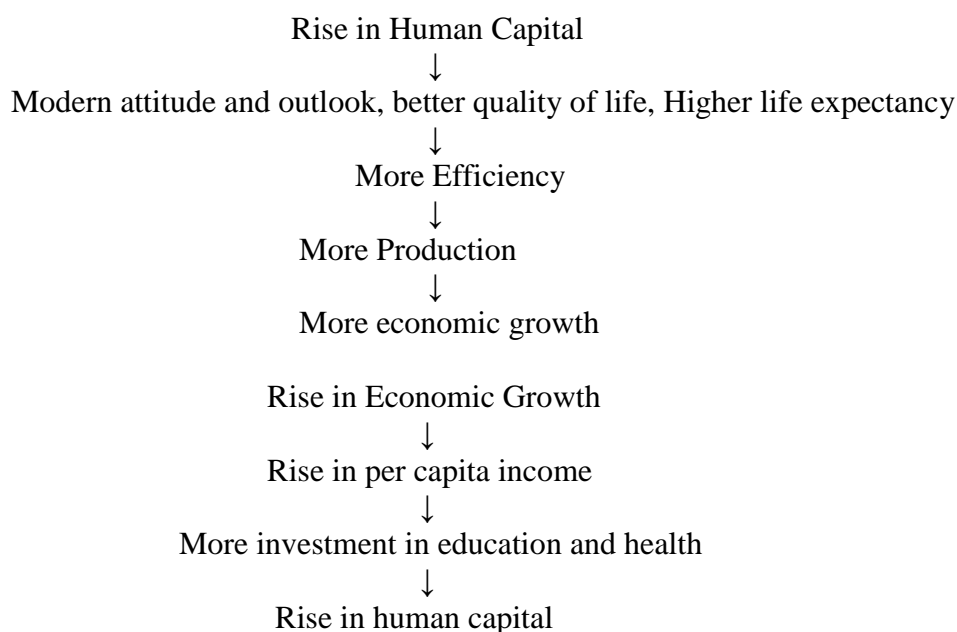 Rise in Human Capital
↓
Modern attitude and outlook, better quality of life, Higher life expectancy
↓
More Efficiency
↓
More Production
↓
More economic growth
Rise in Economic Growth
↓
Rise in per capita income
↓
More investment in education and health
↓
Rise in human capital